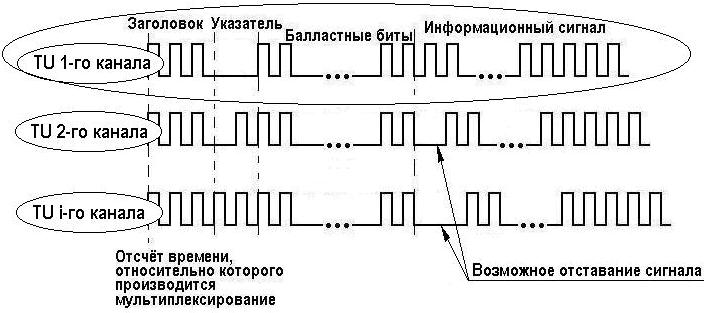 Заголовок Указатель Балластные биты Информационный сигнал
TU 1-го канала
TU 2-го канала
TU i-го канала
Отсчёт времени,
относительно которого
производится
мультиплексирование
Возможное отставание сигнала